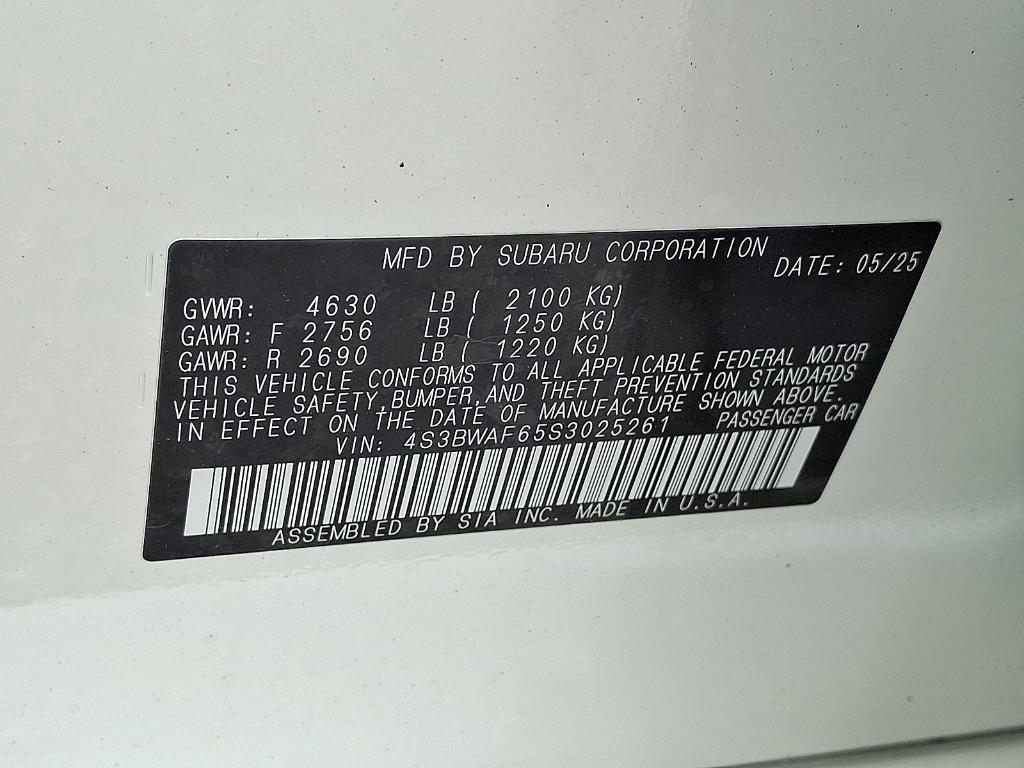 MFD BY SUBARU CORPORATION DATE: 05/25
GVWR: 4630 LB ( 2100 KG)
GAWR: F 2756 LB ( 1250 KG)
GAWR: R 2690 LB ( 1220 KG)
THIS VEHICLE CONFORMS TO ALL APPLICABLE FEDERAL MOTOR
VEHICLE SAFETY, BUMPER, AND THEFT PREVENTION STANDARDS
IN EFFECT ON THE DATE OF MANUFACTURE SHOWN ABOVE.
VIN: 4S3BWAF65S3025261 PASSENGER CAR
ASSEMBLED BY SIA INC. MADE IN U.S.A.